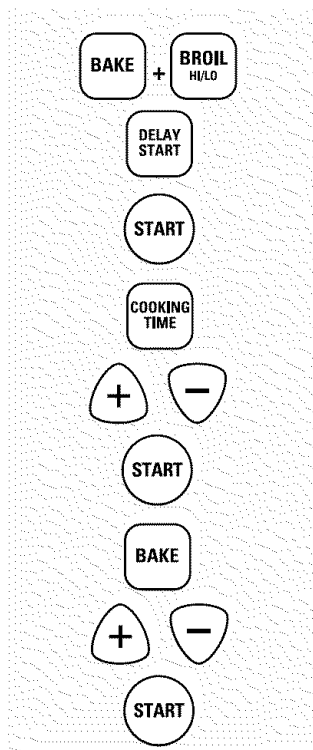 BAKE + BROIL
HI/LO
DELAY
START
START
COOKING
TIME
+ −
START
BAKE
+ −
START